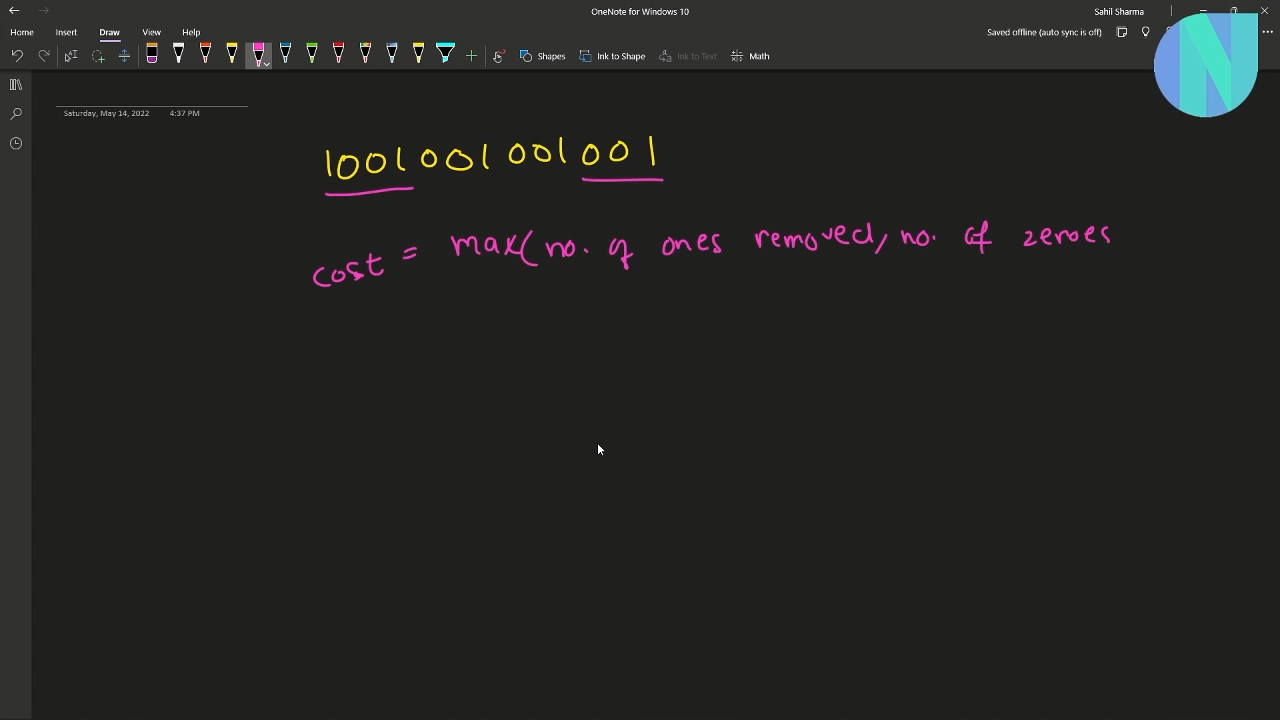 OneNote for Windows 10
Sahil Sharma
Home Insert Draw View Help
Saved offline (auto sync is off)
Shapes Ink to Shape Ink to Text Math
Saturday, May 14, 2022 4:37 PM
1001001001001
cost = max( no. of ones removed, no. of zeroes